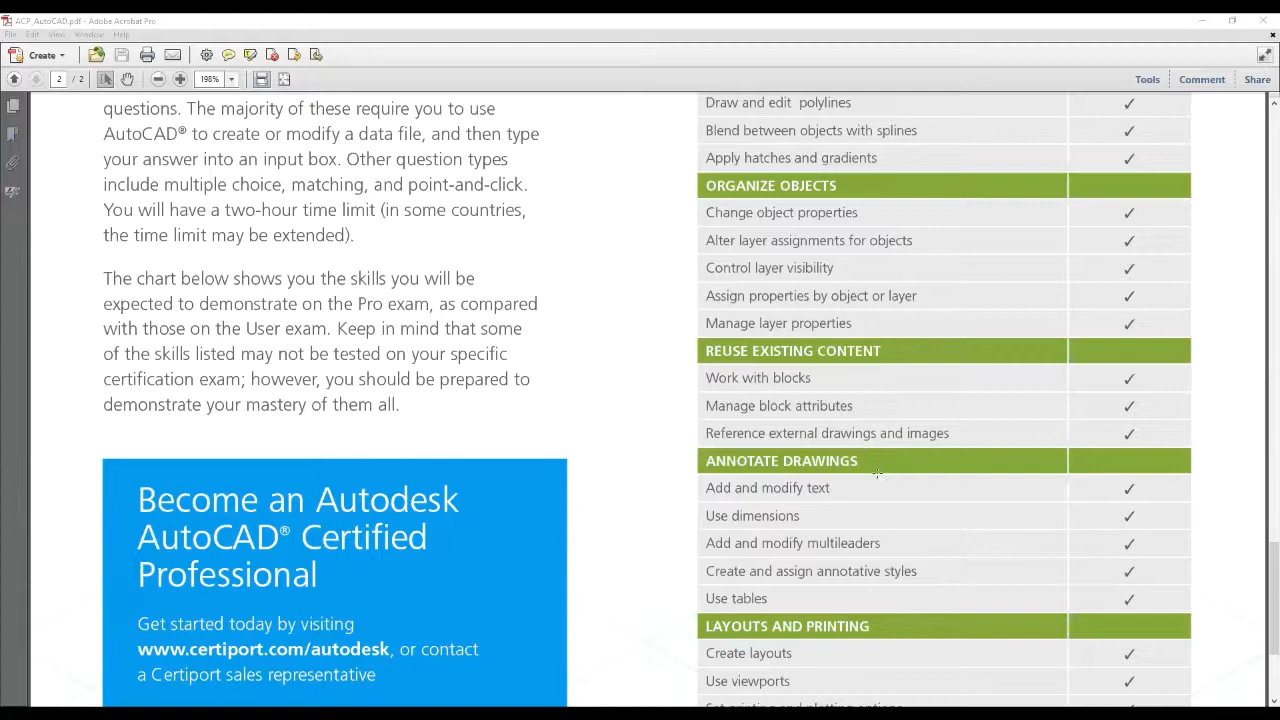 ACP_AutoCAD.pdf - Adobe Acrobat Pro
File Edit View Window Help
Create
2 / 2
198%
Tools
Comment
Share
questions. The majority of these require you to use
AutoCAD® to create or modify a data file, and then type
your answer into an input box. Other question types
include multiple choice, matching, and point-and-click.
You will have a two-hour time limit (in some countries,
the time limit may be extended).
The chart below shows you the skills you will be
expected to demonstrate on the Pro exam, as compared
with those on the User exam. Keep in mind that some
of the skills listed may not be tested on your specific
certification exam; however, you should be prepared to
demonstrate your mastery of them all.
Become an Autodesk
AutoCAD® Certified
Professional
Get started today by visiting
www.certiport.com/autodesk, or contact
a Certiport sales representative
Draw and edit polylines ✓
Blend between objects with splines ✓
Apply hatches and gradients ✓
ORGANIZE OBJECTS
Change object properties ✓
Alter layer assignments for objects ✓
Control layer visibility ✓
Assign properties by object or layer ✓
Manage layer properties ✓
REUSE EXISTING CONTENT
Work with blocks ✓
Manage block attributes ✓
Reference external drawings and images ✓
ANNOTATE DRAWINGS
Add and modify text ✓
Use dimensions ✓
Add and modify multileaders ✓
Create and assign annotative styles ✓
Use tables ✓
LAYOUTS AND PRINTING
Create layouts ✓
Use viewports ✓
Set printing and plotting options